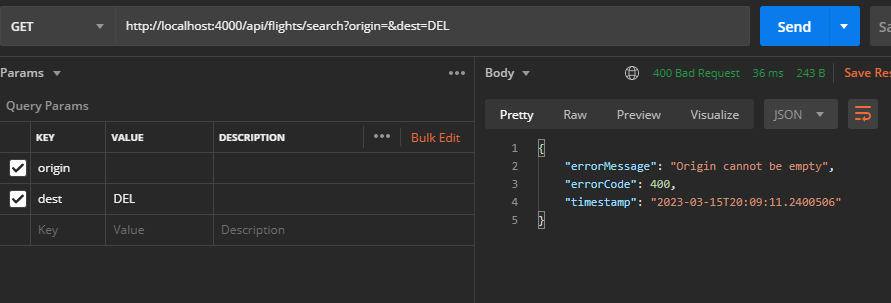 GET http://localhost:4000/api/flights/search?origin=&dest=DEL Send Sa
Params ••• 
Query Params
KEY VALUE DESCRIPTION ••• Bulk Edit
origin
dest DEL
Key Value Description
Body 400 Bad Request 36 ms 243 B Save Res
Pretty Raw Preview Visualize JSON
1 {
2 "errorMessage": "Origin cannot be empty",
3 "errorCode": 400,
4 "timestamp": "2023-03-15T20:09:11.2400506"
5 }